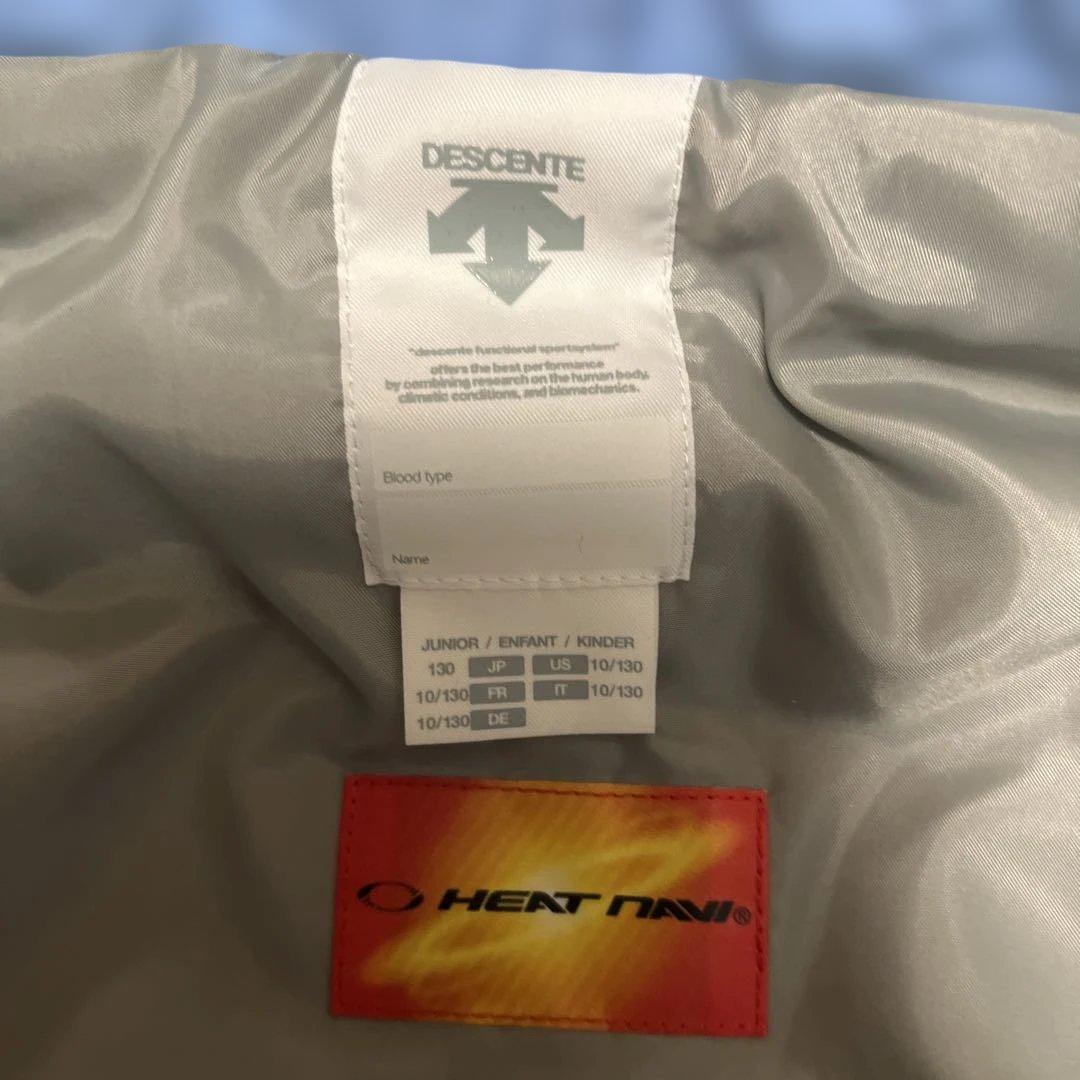 DESCENTE
"descente functional sportsystem"
offers the best performance
by combining research on the human body,
climatic conditions, and biomechanics.
Blood type
Name
JUNIOR / ENFANT / KINDER
130 JP US 10/130
10/130 FR IT 10/130
10/130 DE
HEAT NAVI®